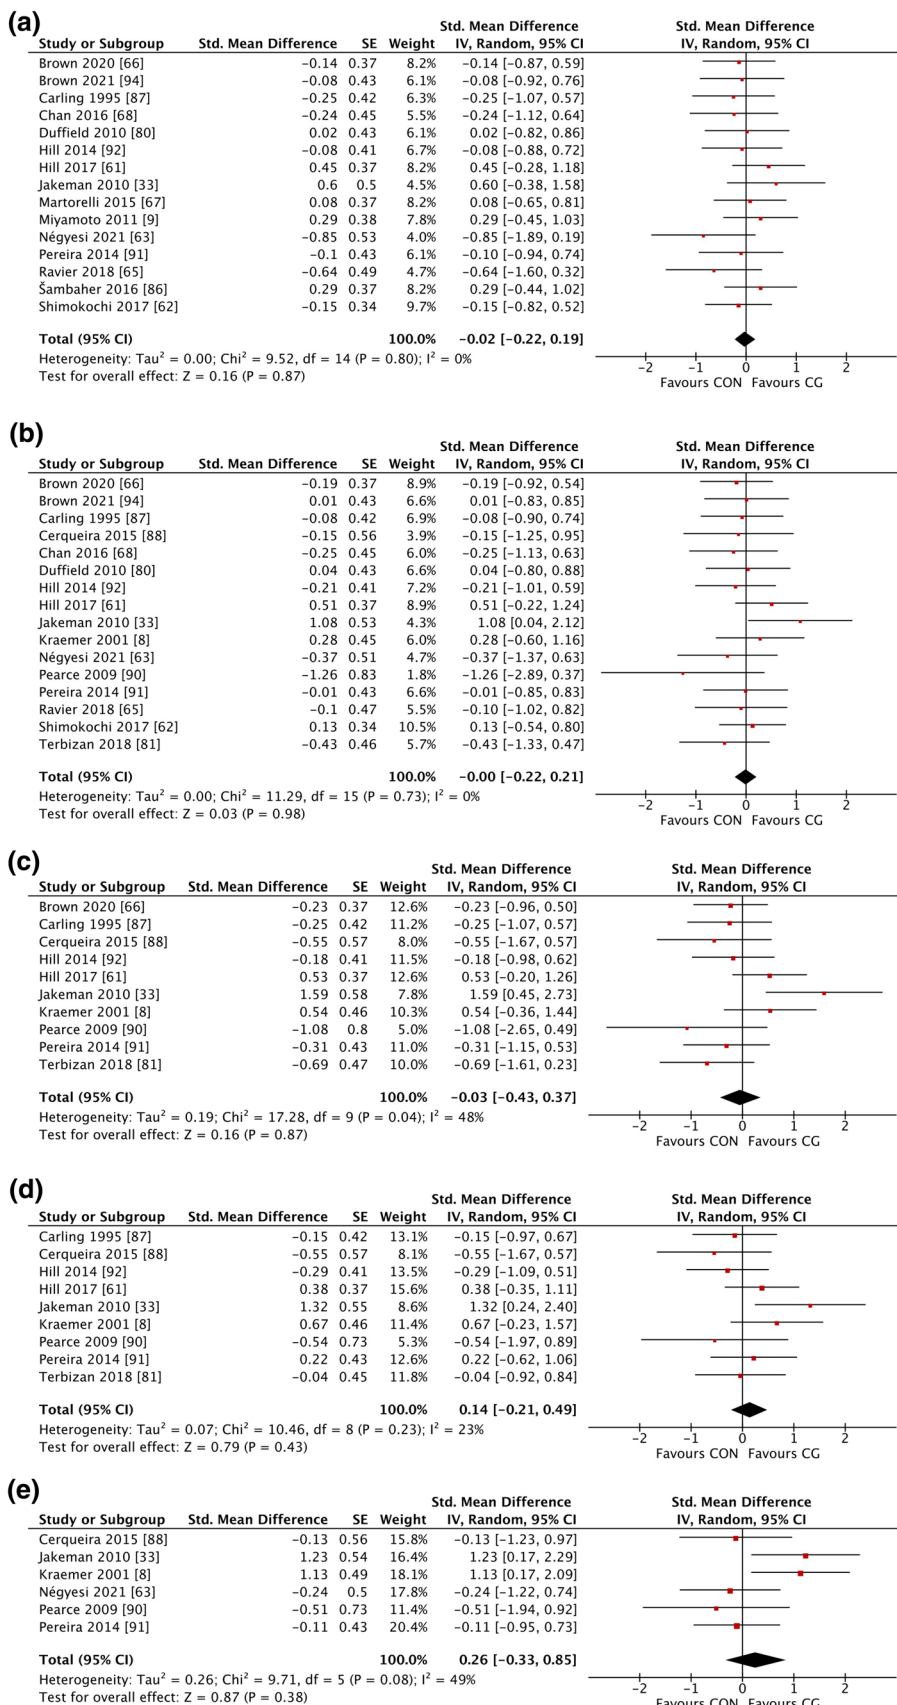 (a)
Std. Mean Difference Std. Mean Difference
Study or Subgroup Std. Mean Difference SE Weight IV, Random, 95% CI IV, Random, 95% CI
Brown 2020 [66] −0.14 0.37 8.2% −0.14 [−0.87, 0.59]
Brown 2021 [94] −0.08 0.43 6.1% −0.08 [−0.92, 0.76]
Carling 1995 [87] −0.25 0.42 6.3% −0.25 [−1.07, 0.57]
Chan 2016 [68] −0.24 0.45 5.5% −0.24 [−1.12, 0.64]
Duffield 2010 [80] 0.02 0.43 6.1% 0.02 [−0.82, 0.86]
Hill 2014 [92] −0.08 0.41 6.7% −0.08 [−0.88, 0.72]
Hill 2017 [61] 0.45 0.37 8.2% 0.45 [−0.28, 1.18]
Jakeman 2010 [33] 0.6 0.5 4.5% 0.60 [−0.38, 1.58]
Martorelli 2015 [67] 0.08 0.37 8.2% 0.08 [−0.65, 0.81]
Miyamoto 2011 [9] 0.29 0.38 7.8% 0.29 [−0.45, 1.03]
Négyesi 2021 [63] −0.85 0.53 4.0% −0.85 [−1.89, 0.19]
Pereira 2014 [91] −0.1 0.43 6.1% −0.10 [−0.94, 0.74]
Ravier 2018 [65] −0.64 0.49 4.7% −0.64 [−1.60, 0.32]
Šambaher 2016 [86] 0.29 0.37 8.2% 0.29 [−0.44, 1.02]
Shimokochi 2017 [62] −0.15 0.34 9.7% −0.15 [−0.82, 0.52]
Total (95% CI) 100.0% −0.02 [−0.22, 0.19]
Heterogeneity: Tau² = 0.00; Chi² = 9.52, df = 14 (P = 0.80); I² = 0%
Test for overall effect: Z = 0.16 (P = 0.87)
−2 −1 0 1 2
Favours CON Favours CG
(b)
Std. Mean Difference Std. Mean Difference
Study or Subgroup Std. Mean Difference SE Weight IV, Random, 95% CI IV, Random, 95% CI
Brown 2020 [66] −0.19 0.37 8.9% −0.19 [−0.92, 0.54]
Brown 2021 [94] 0.01 0.43 6.6% 0.01 [−0.83, 0.85]
Carling 1995 [87] −0.08 0.42 6.9% −0.08 [−0.90, 0.74]
Cerqueira 2015 [88] −0.15 0.56 3.9% −0.15 [−1.25, 0.95]
Chan 2016 [68] −0.25 0.45 6.0% −0.25 [−1.13, 0.63]
Duffield 2010 [80] 0.04 0.43 6.6% 0.04 [−0.80, 0.88]
Hill 2014 [92] −0.21 0.41 7.2% −0.21 [−1.01, 0.59]
Hill 2017 [61] 0.51 0.37 8.9% 0.51 [−0.22, 1.24]
Jakeman 2010 [33] 1.08 0.53 4.3% 1.08 [0.04, 2.12]
Kraemer 2001 [8] 0.28 0.45 6.0% 0.28 [−0.60, 1.16]
Négyesi 2021 [63] −0.37 0.51 4.7% −0.37 [−1.37, 0.63]
Pearce 2009 [90] −1.26 0.83 1.8% −1.26 [−2.89, 0.37]
Pereira 2014 [91] −0.01 0.43 6.6% −0.01 [−0.85, 0.83]
Ravier 2018 [65] −0.1 0.47 5.5% −0.10 [−1.02, 0.82]
Shimokochi 2017 [62] 0.13 0.34 10.5% 0.13 [−0.54, 0.80]
Terbizan 2018 [81] −0.43 0.46 5.7% −0.43 [−1.33, 0.47]
Total (95% CI) 100.0% −0.00 [−0.22, 0.21]
Heterogeneity: Tau² = 0.00; Chi² = 11.29, df = 15 (P = 0.73); I² = 0%
Test for overall effect: Z = 0.03 (P = 0.98)
−2 −1 0 1 2
Favours CON Favours CG
(c)
Std. Mean Difference Std. Mean Difference
Study or Subgroup Std. Mean Difference SE Weight IV, Random, 95% CI IV, Random, 95% CI
Brown 2020 [66] −0.23 0.37 12.6% −0.23 [−0.96, 0.50]
Carling 1995 [87] −0.25 0.42 11.2% −0.25 [−1.07, 0.57]
Cerqueira 2015 [88] −0.55 0.57 8.0% −0.55 [−1.67, 0.57]
Hill 2014 [92] −0.18 0.41 11.5% −0.18 [−0.98, 0.62]
Hill 2017 [61] 0.53 0.37 12.6% 0.53 [−0.20, 1.26]
Jakeman 2010 [33] 1.59 0.58 7.8% 1.59 [0.45, 2.73]
Kraemer 2001 [8] 0.54 0.46 10.3% 0.54 [−0.36, 1.44]
Pearce 2009 [90] −1.08 0.8 5.0% −1.08 [−2.65, 0.49]
Pereira 2014 [91] −0.31 0.43 11.0% −0.31 [−1.15, 0.53]
Terbizan 2018 [81] −0.69 0.47 10.0% −0.69 [−1.61, 0.23]
Total (95% CI) 100.0% −0.03 [−0.43, 0.37]
Heterogeneity: Tau² = 0.19; Chi² = 17.28, df = 9 (P = 0.04); I² = 48%
Test for overall effect: Z = 0.16 (P = 0.87)
−2 −1 0 1 2
Favours CON Favours CG
(d)
Std. Mean Difference Std. Mean Difference
Study or Subgroup Std. Mean Difference SE Weight IV, Random, 95% CI IV, Random, 95% CI
Carling 1995 [87] −0.15 0.42 13.1% −0.15 [−0.97, 0.67]
Cerqueira 2015 [88] −0.55 0.57 8.1% −0.55 [−1.67, 0.57]
Hill 2014 [92] −0.29 0.41 13.5% −0.29 [−1.09, 0.51]
Hill 2017 [61] 0.38 0.37 15.6% 0.38 [−0.35, 1.11]
Jakeman 2010 [33] 1.32 0.55 8.6% 1.32 [0.24, 2.40]
Kraemer 2001 [8] 0.67 0.46 11.4% 0.67 [−0.23, 1.57]
Pearce 2009 [90] −0.54 0.73 5.3% −0.54 [−1.97, 0.89]
Pereira 2014 [91] 0.22 0.43 12.6% 0.22 [−0.62, 1.06]
Terbizan 2018 [81] −0.04 0.45 11.8% −0.04 [−0.92, 0.84]
Total (95% CI) 100.0% 0.14 [−0.21, 0.49]
Heterogeneity: Tau² = 0.07; Chi² = 10.46, df = 8 (P = 0.23); I² = 23%
Test for overall effect: Z = 0.79 (P = 0.43)
−2 −1 0 1 2
Favours CON Favours CG
(e)
Std. Mean Difference Std. Mean Difference
Study or Subgroup Std. Mean Difference SE Weight IV, Random, 95% CI IV, Random, 95% CI
Cerqueira 2015 [88] −0.13 0.56 15.8% −0.13 [−1.23, 0.97]
Jakeman 2010 [33] 1.23 0.54 16.4% 1.23 [0.17, 2.29]
Kraemer 2001 [8] 1.13 0.49 18.1% 1.13 [0.17, 2.09]
Négyesi 2021 [63] −0.24 0.5 17.8% −0.24 [−1.22, 0.74]
Pearce 2009 [90] −0.51 0.73 11.4% −0.51 [−1.94, 0.92]
Pereira 2014 [91] −0.11 0.43 20.4% −0.11 [−0.95, 0.73]
Total (95% CI) 100.0% 0.26 [−0.33, 0.85]
Heterogeneity: Tau² = 0.26; Chi² = 9.71, df = 5 (P = 0.08); I² = 49%
Test for overall effect: Z = 0.87 (P = 0.38)
−2 −1 0 1 2
Favours CON Favours CG